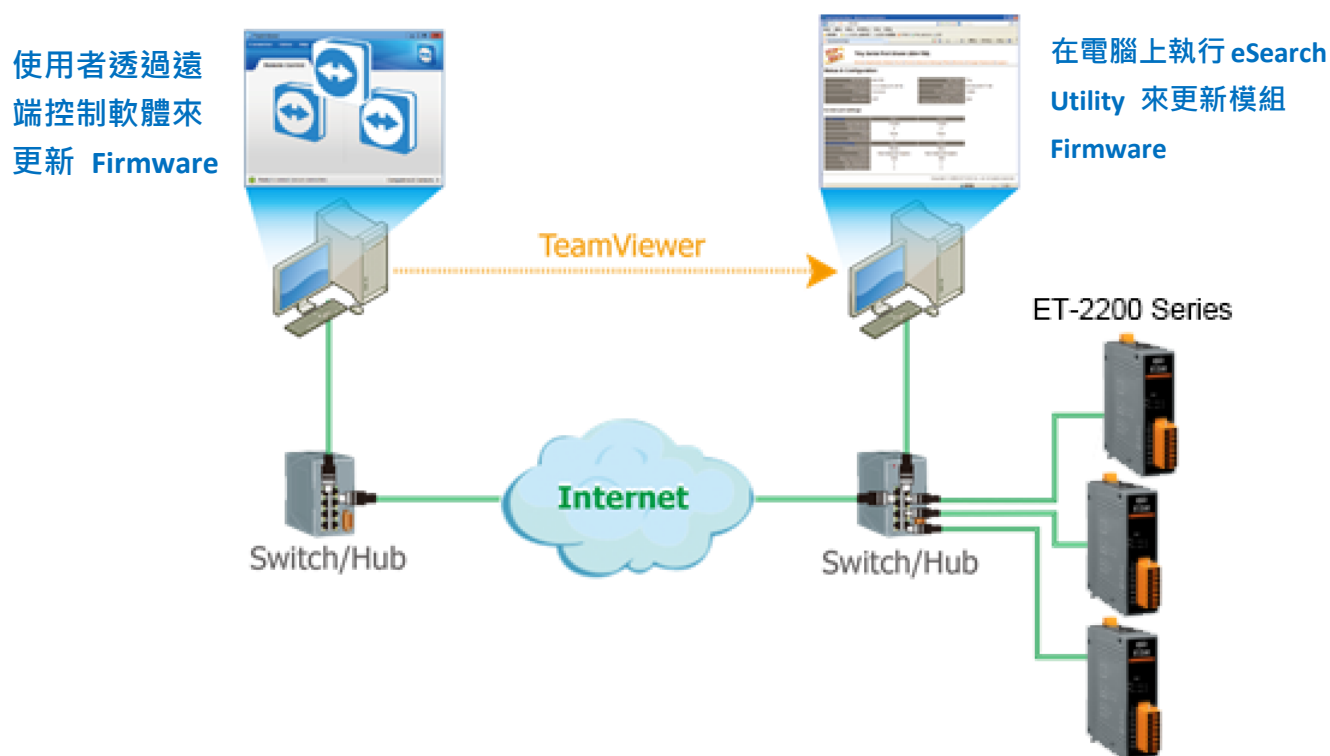 使用者透過遠
端控制軟體來
更新 Firmware
在電腦上執行 eSearch
Utility 來更新模組
Firmware
TeamViewer
ET-2200 Series
Internet
Switch/Hub
Switch/Hub